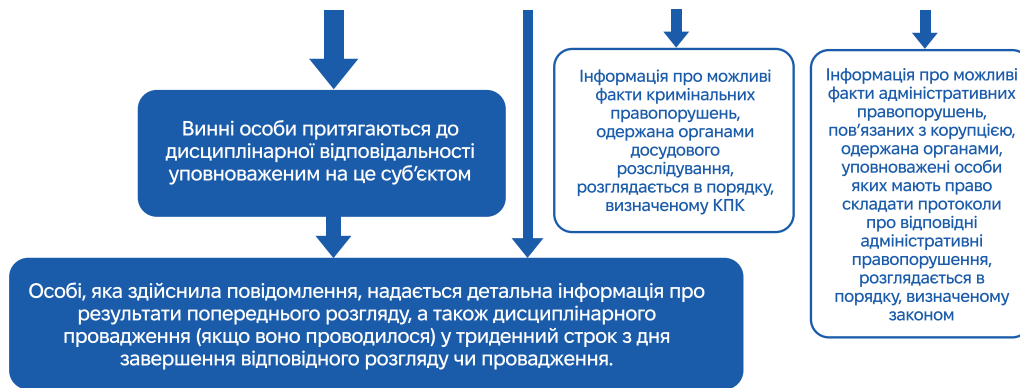 Винні особи притягаються до
дисциплінарної відповідальності
уповноваженим на це суб’єктом
Інформація про можливі
факти кримінальних
правопорушень,
одержана органами
досудового
розслідування,
розглядається в порядку,
визначеному КПК
Інформація про можливі
факти адміністративних
правопорушень,
пов’язаних з корупцією,
одержана органами,
уповноважені особи
яких мають право
складати протоколи
про відповідні
адміністративні
правопорушення,
розглядається в
порядку, визначеному
законом
Особі, яка здійснила повідомлення, надається детальна інформація про
результати попереднього розгляду, а також дисциплінарного
провадження (якщо воно проводилося) у триденний строк з дня
завершення відповідного розгляду чи провадження.